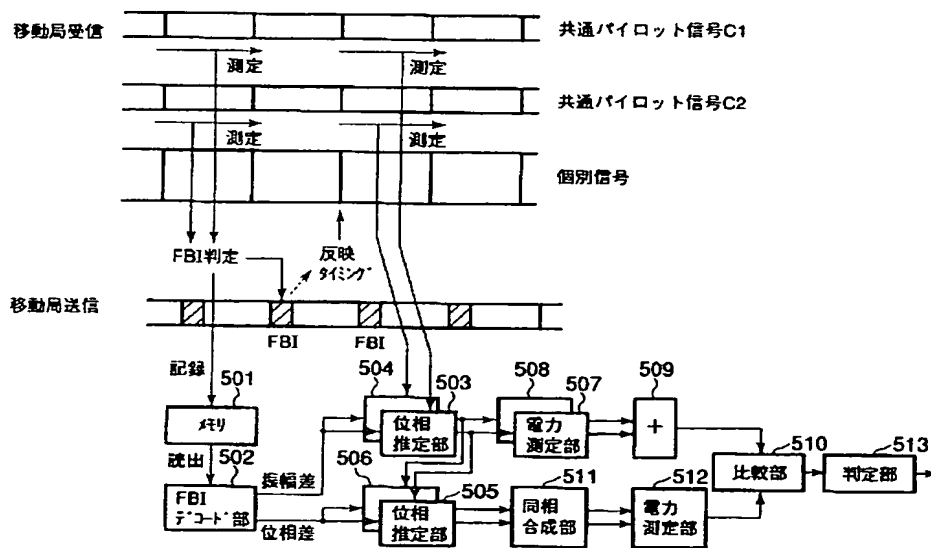 移動局受信
共通パイロット信号C1
測定
測定
共通パイロット信号C2
測定
測定
個別信号
FBI判定
反映
ﾀｲﾐﾝｸﾞ
移動局送信
FBI
FBI
記録
501
ﾒﾓﾘ
読出
502
FBI
ﾃﾞｺｰﾄﾞ部
振幅差
位相差
504
503
位相
推定部
508
507
電力
測定部
509
+
506
505
位相
推定部
511
同相
合成部
512
電力
測定部
510
比較部
513
判定部